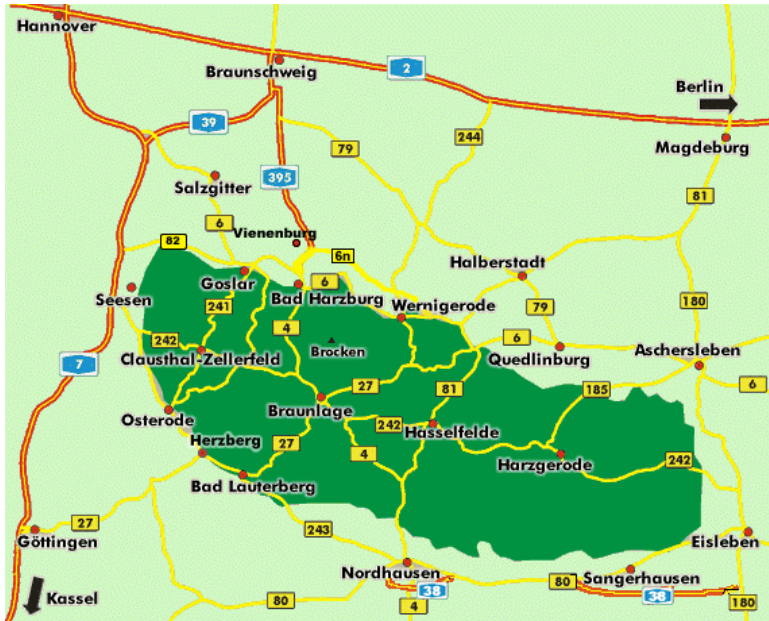 Hannover
Braunschweig
2
Berlin
39
79
244
Magdeburg
395
Salzgitter
81
6
Vienenburg
82
6n
Halberstadt
Goslar
6
Seesen
Bad Harzburg
241
Wernigerode
79
180
4
242
6
Clausthal-Zellerfeld
Brocken
Quedlinburg
Aschersleben
7
27
81
185
6
Braunlage
Osterode
242
Hasselfelde
Herzberg
27
4
Harzgerode
242
Bad Lauterberg
27
243
Göttingen
Eisleben
Nordhausen
Sangerhausen
80
38
38
Kassel
80
4
180